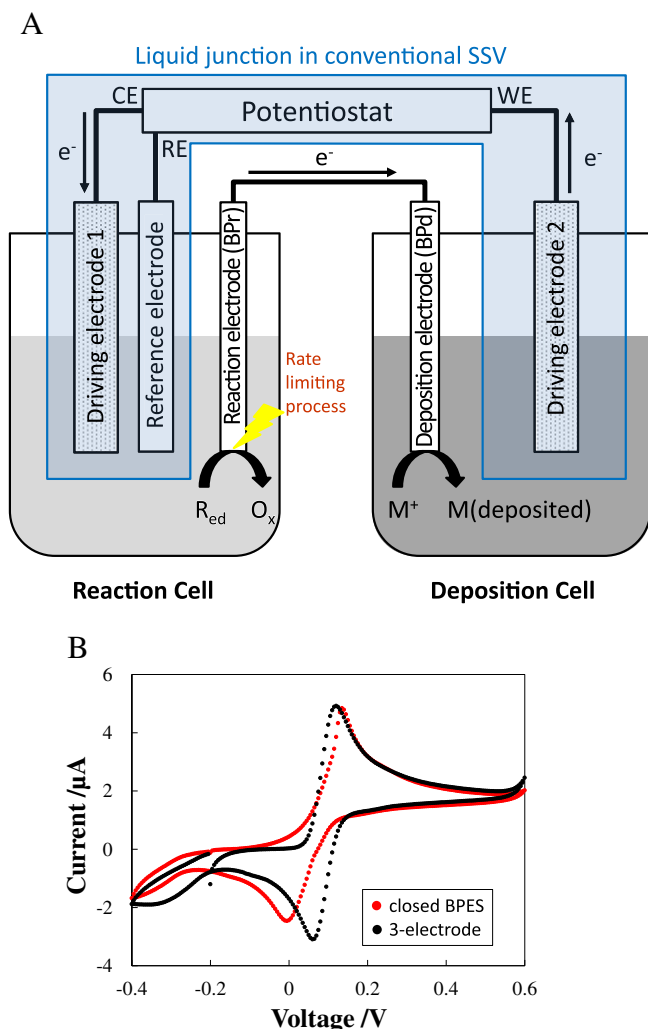 A
Liquid junction in conventional SSV
CE
Potentiostat
WE
e-
RE
e-
e-
Driving electrode 1
Reference electrode
Reaction electrode (BPr)
Deposition electrode (BPd)
Driving electrode 2
Rate
limiting
process
Red
Ox
M+
M(deposited)
Reaction Cell
Deposition Cell
B
6
4
2
0
-2
-4
Current /µA
closed BPES
3-electrode
-0.4
-0.2
0
0.2
0.4
0.6
Voltage /V